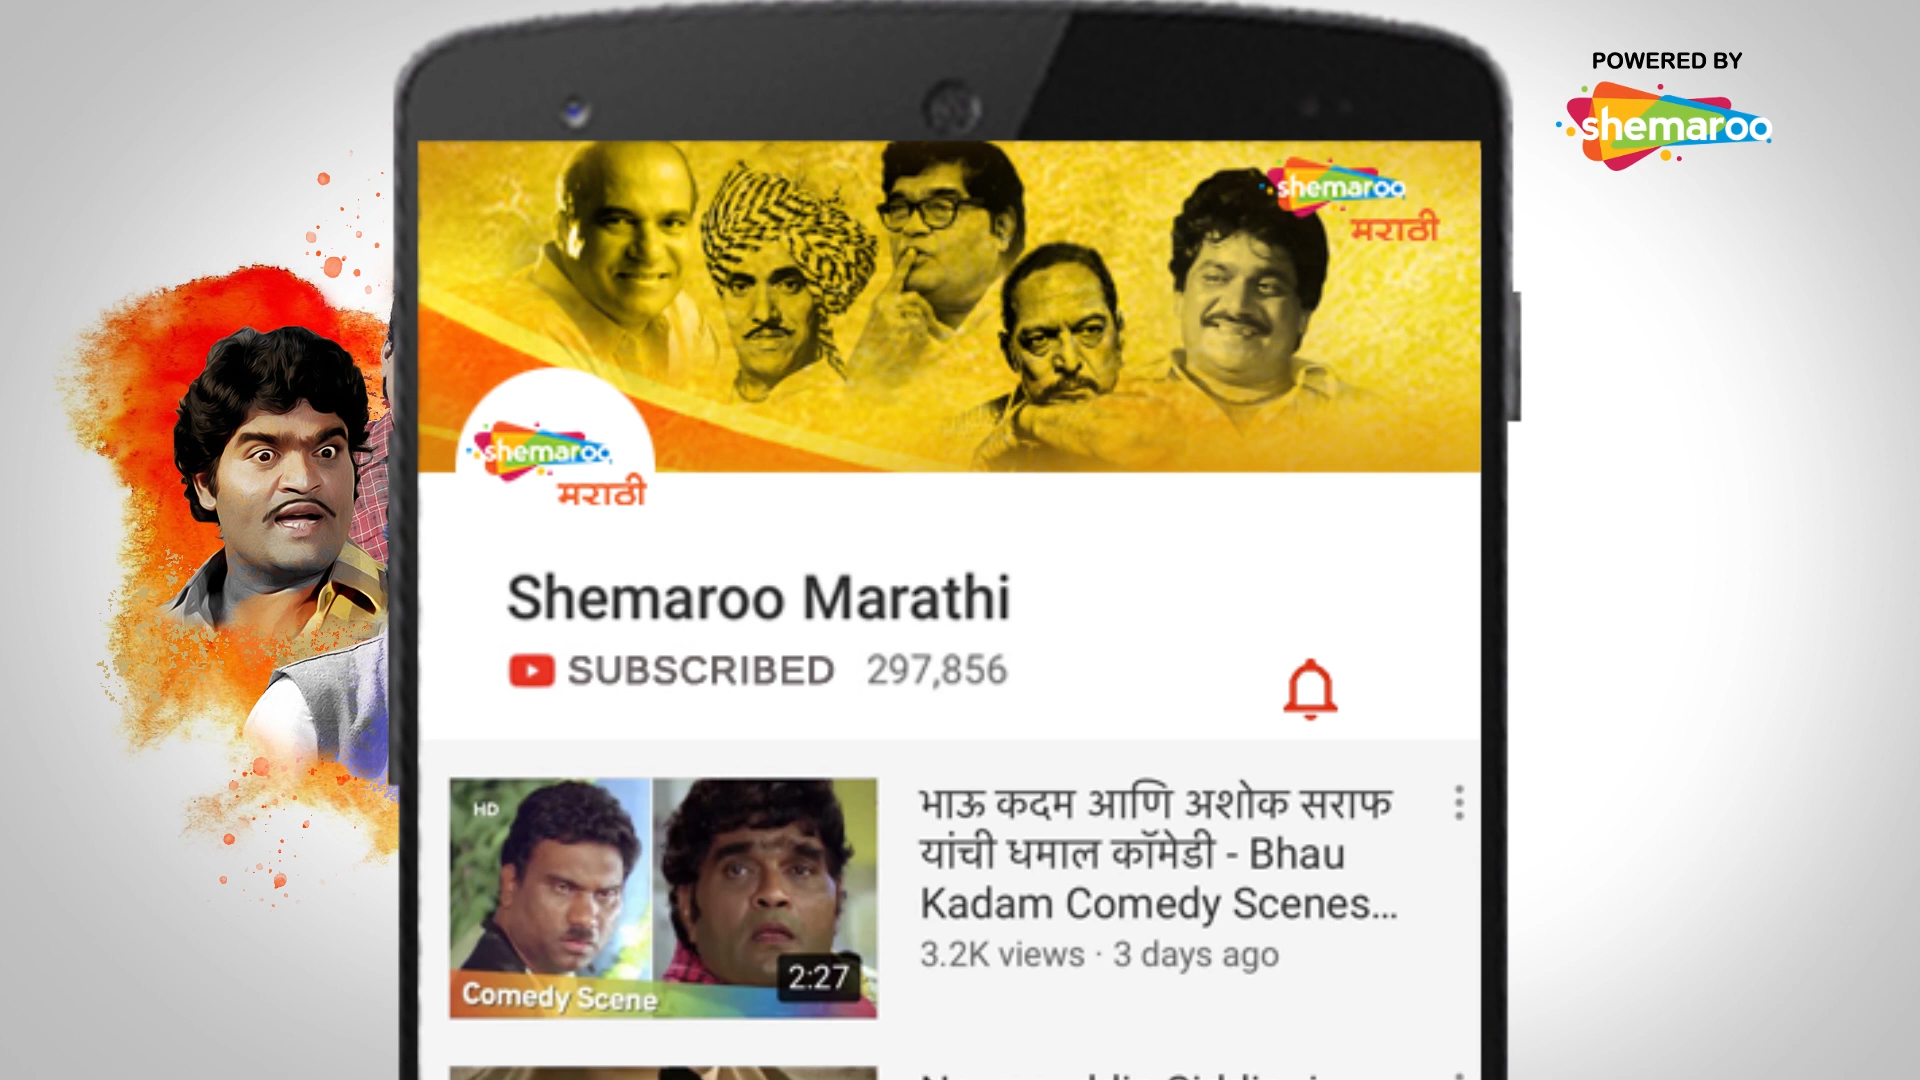 POWERED BY
shemaroo
shemaroo
मराठी
shemaroo
मराठी
Shemaroo Marathi
SUBSCRIBED 297,856
HD
Comedy Scene
2:27
भाऊ कदम आणि अशोक सराफ
यांची धमाल कॉमेडी - Bhau
Kadam Comedy Scenes...
3.2K views · 3 days ago